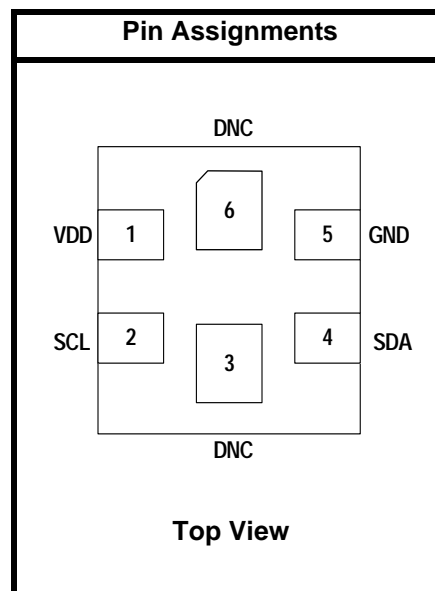 Pin Assignments
DNC
6
VDD 1 5 GND
SCL 2 4 SDA
3
DNC
Top View